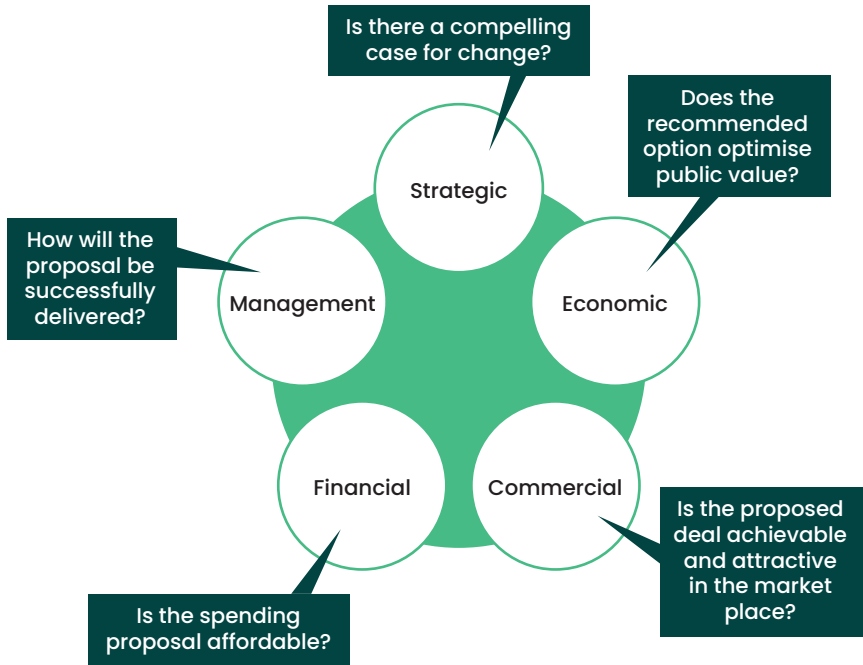 Is there a compelling
case for change?
Strategic
Does the
recommended
option optimise
public value?
Economic
Is the proposed
deal achievable
and attractive
in the market
place?
Commercial
Is the spending
proposal affordable?
Financial
How will the
proposal be
successfully
delivered?
Management